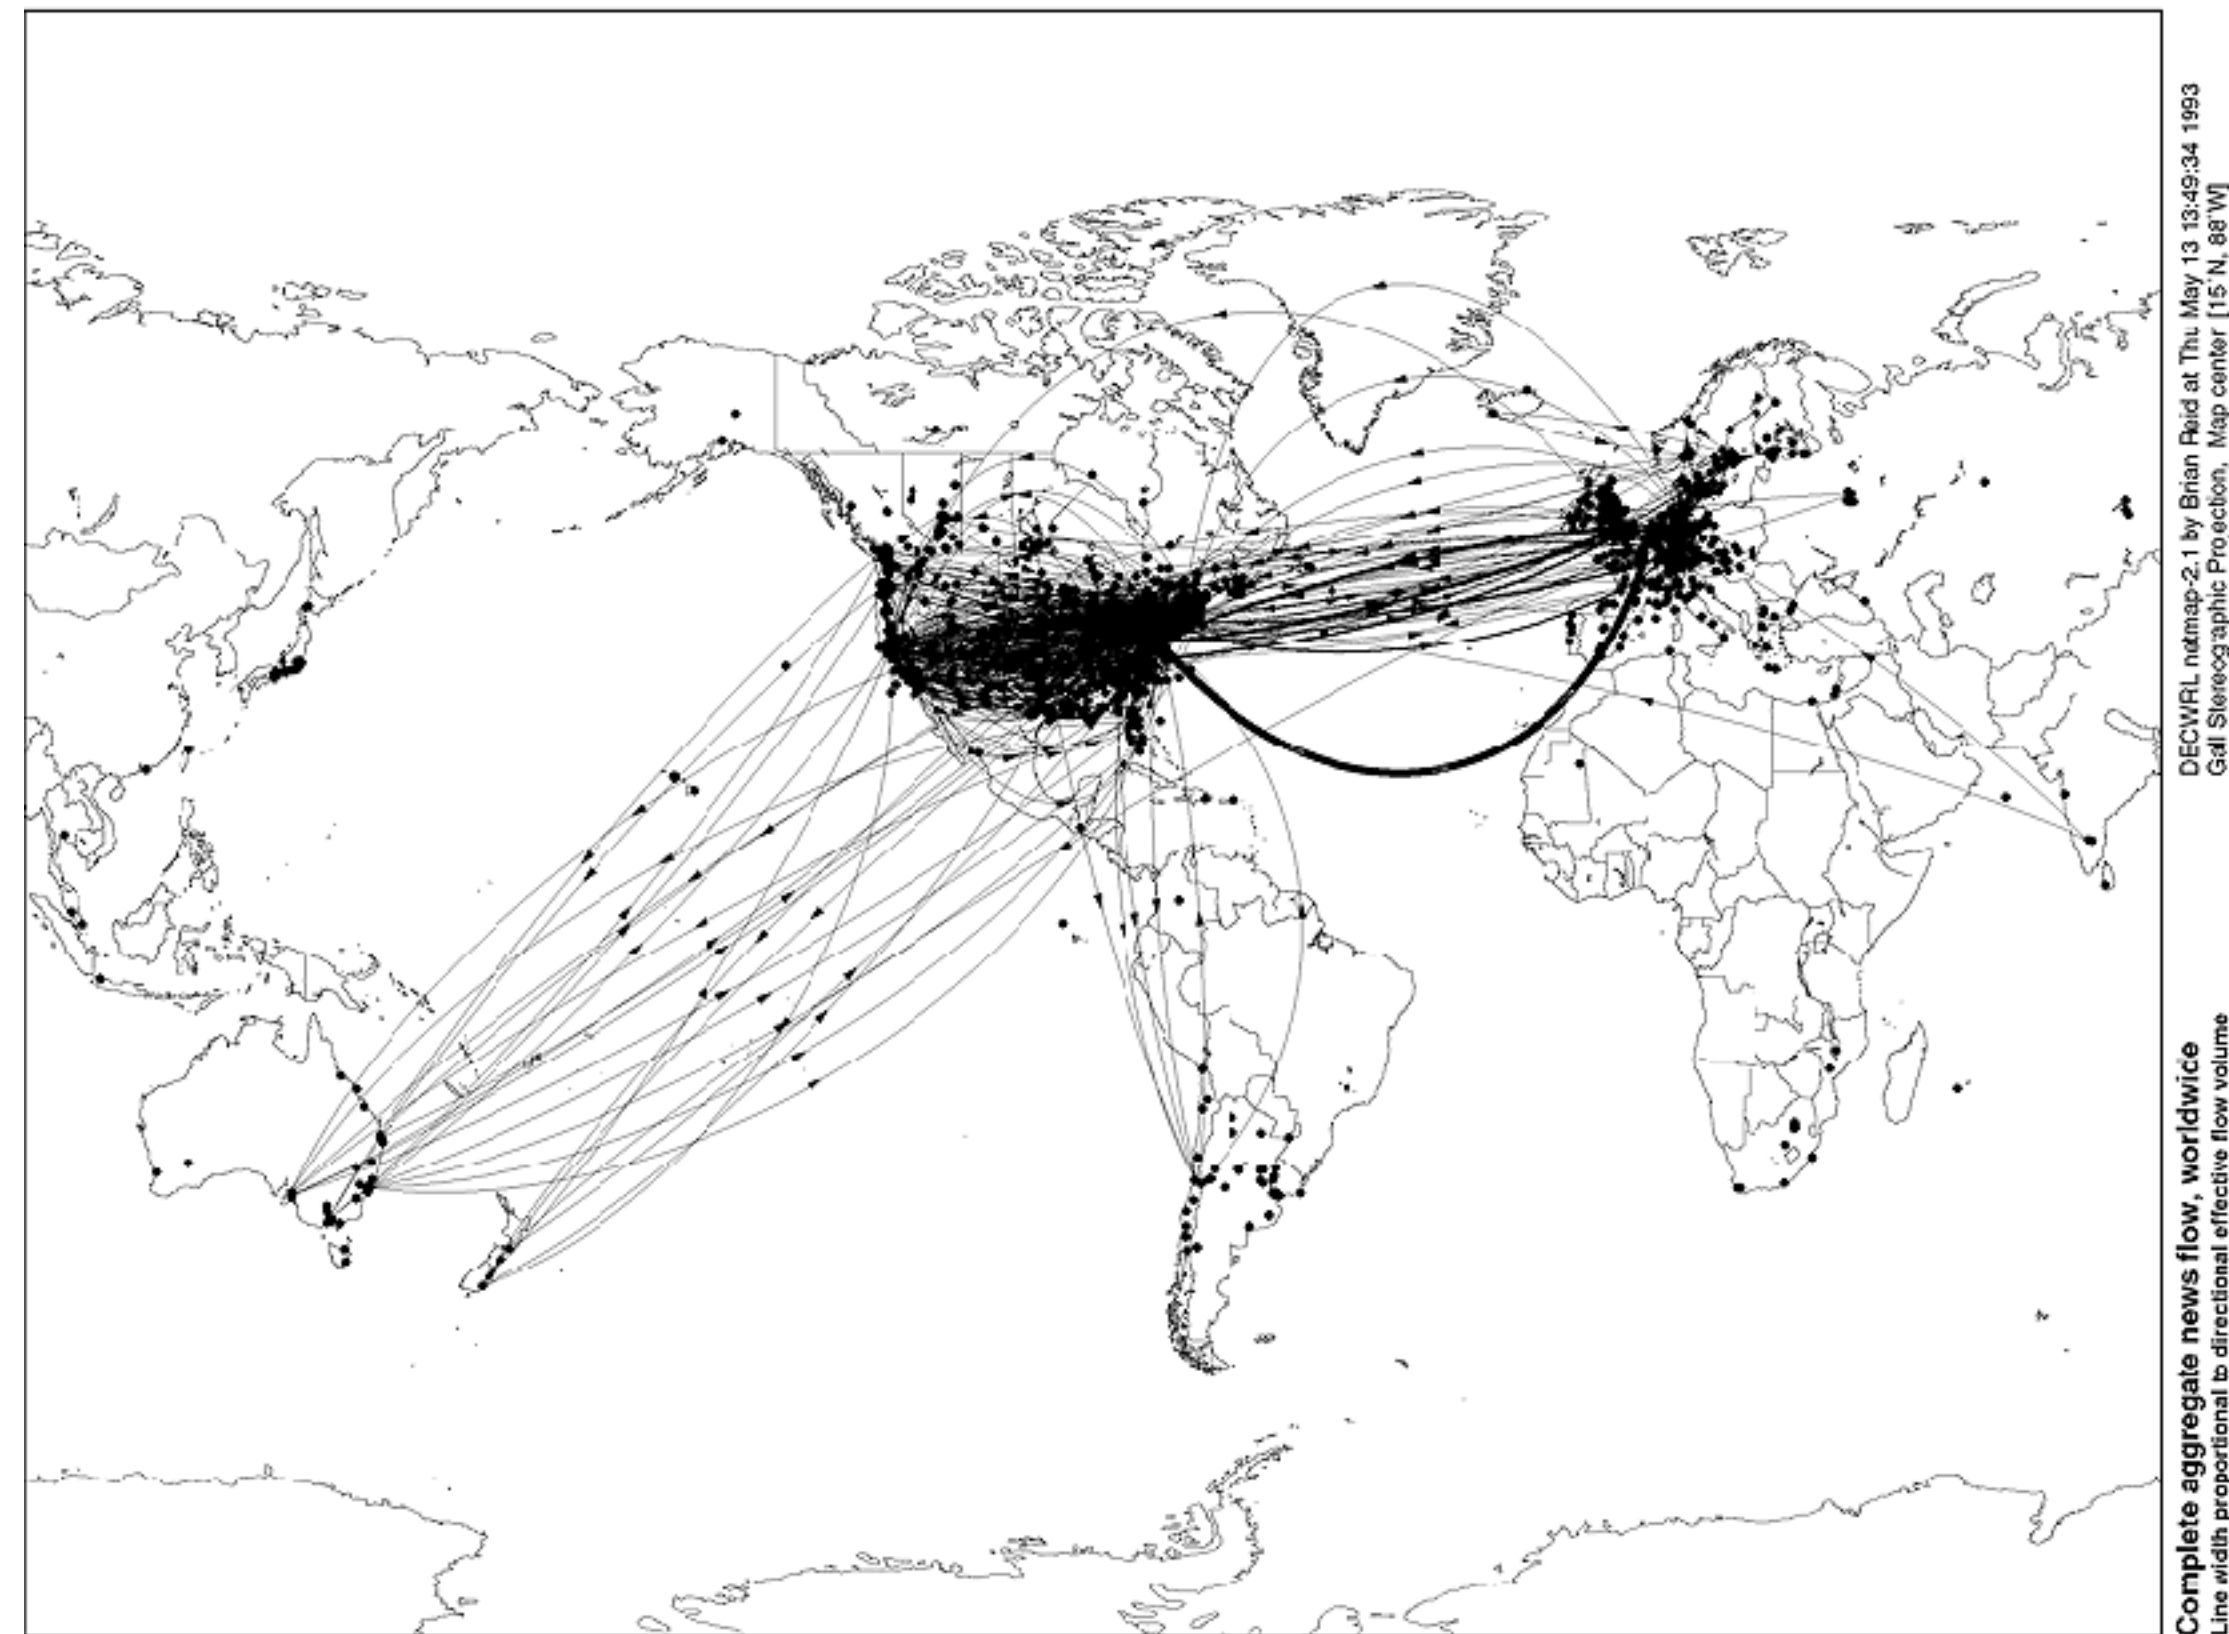 Complete aggregate news flow, worldwide
Line width proportional to directional effective flow volume
DECWRL netmap-2.1 by Brian Reid at Thu May 13 13:49:34 1993
Gall Stereographic Projection, Map center [15°N, 88°W]